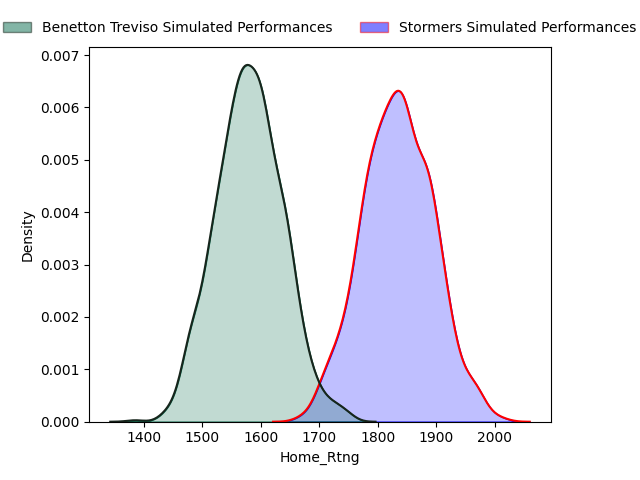 Benetton Treviso Simulated Performances Stormers Simulated Performances
0.007
0.006
0.005
0.004
0.003
0.002
0.001
0.000
Density
1400 1500 1600 1700 1800 1900 2000
Home_Rtng